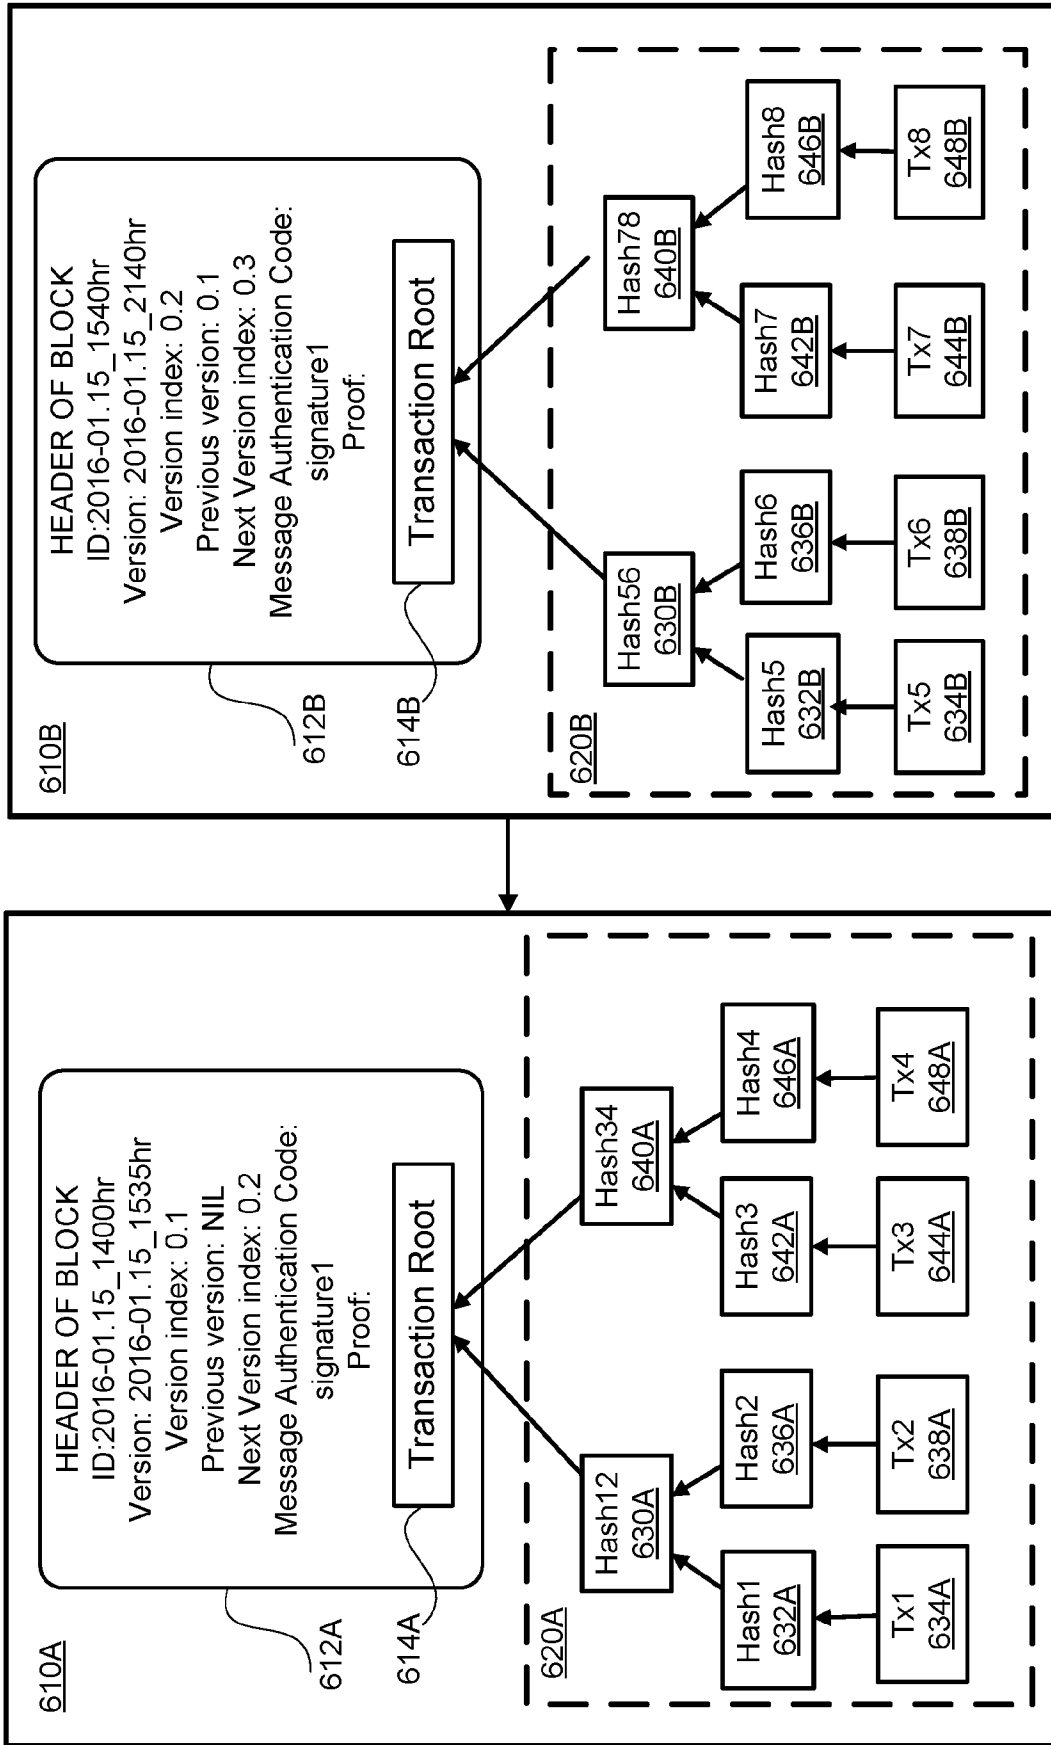 610A
HEADER OF BLOCK
ID:2016-01.15_1400hr
Version: 2016-01.15_1535hr
Version index: 0.1
Previous version: NIL
Next Version index: 0.2
Message Authentication Code:
signature1
Proof:
Transaction Root
612A
614A
620A
Hash12
630A
Hash34
640A
Hash1
632A
Hash2
636A
Hash3
642A
Hash4
646A
Tx1
634A
Tx2
638A
Tx3
644A
Tx4
648A
610B
HEADER OF BLOCK
ID:2016-01.15_1540hr
Version: 2016-01.15_2140hr
Version index: 0.2
Previous version: 0.1
Next Version index: 0.3
Message Authentication Code:
signature1
Proof:
Transaction Root
612B
614B
620B
Hash56
630B
Hash78
640B
Hash5
632B
Hash6
636B
Hash7
642B
Hash8
646B
Tx5
634B
Tx6
638B
Tx7
644B
Tx8
648B